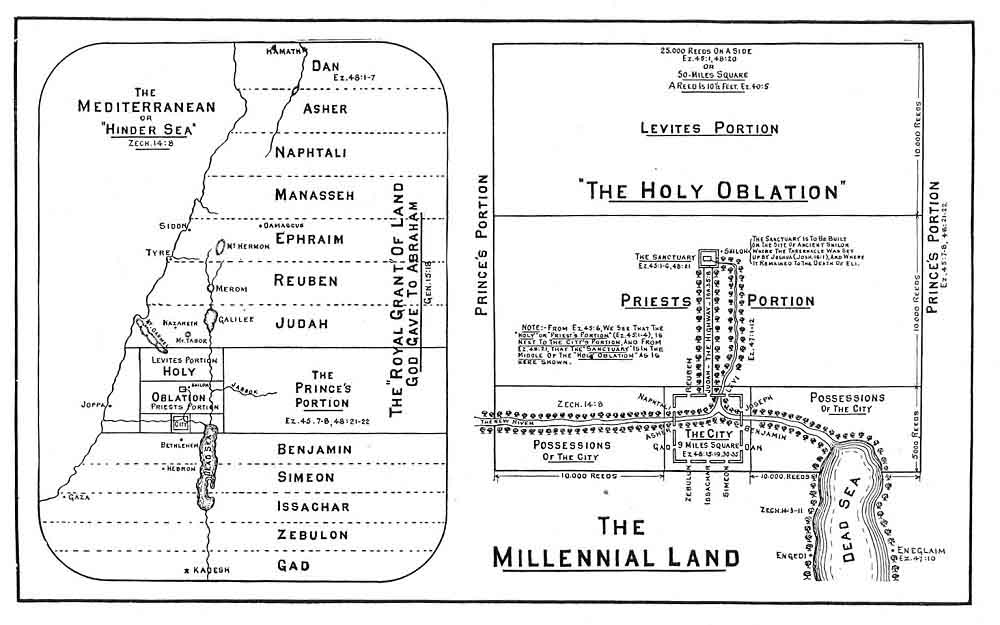 HAMATH
DAN
EZ.48:1-7
THE
MEDITERRANEAN
OR
"HINDER SEA"
ZECH.14:8
ASHER
NAPHTALI
MANASSEH
SIDON
DAMASCUS
EPHRAIM
MT HERMON
TYRE
REUBEN
MEROM
MT. CARMEL
NAZARETH
MT. TABOR
GALILEE
JUDAH
LEVITES PORTION
HOLY
SHILOH
OBLATION
PRIESTS PORTION
CITY
JABBOK
THE
PRINCE'S
PORTION
EZ.45:7-8, 48:21-22
JOPPA
BETHLEHEM
HEBRON
DEAD SEA
BENJAMIN
SIMEON
GAZA
ISSACHAR
ZEBULON
KADESH
GAD
THE "ROYAL GRANT" OF LAND
GOD GAVE TO ABRAHAM
GEN.15:18
25.000 REEDS ON A SIDE
EZ.45:1, 48:20
OR
50-MILES SQUARE
A REED IS 10½ FEET. EZ.40:5
LEVITES PORTION
10.000 REEDS
"THE HOLY OBLATION"
PRINCE'S PORTION
PRINCE'S PORTION
EZ.45:7-8, 48:21-22
SHILOH
THE SANCTUARY
EZ.45:1-6, 48:21
THE SANCTUARY IS TO BE BUILT
ON THE SITE OF ANCIENT SHILOH
WHERE THE TABERNACLE WAS SET
UP BY JOSHUA (JOSH.18:1), AND WHERE
IT REMAINED TO THE DEATH OF ELI.
PRIESTS PORTION
10.000 REEDS
NOTE:- FROM EZ.45:6, WE SEE THAT THE
"HOLY" OR "PRIEST'S PORTION" (EZ.45:1-4), IS
NEXT TO THE CITY'S PORTION, AND FROM
EZ.48:21, THAT THE "SANCTUARY" IS IN THE
MIDDLE OF THE "HOLY OBLATION" AS IS
HERE SHOWN.
THE HIGHWAY - ISA.35:8
EZ.47:1-12
REUBEN
JUDAH
LEVI
ZECH.14:8
NAPHTALI
JOSEPH
POSSESSIONS
OF THE CITY
THE NEW RIVER
ASHER
THE CITY
BENJAMIN
5000 REEDS
POSSESSIONS
OF THE CITY
GAD
9 MILES SQUARE
DAN
EZ.48:15-19,30-35
10.000 REEDS
ZEBULON
ISSACHAR
SIMEON
10.000 REEDS
ZECH.14:3-11
DEAD SEA
ENGEDI
ENEGLAIM
EZ.47:10
THE
MILLENNIAL LAND